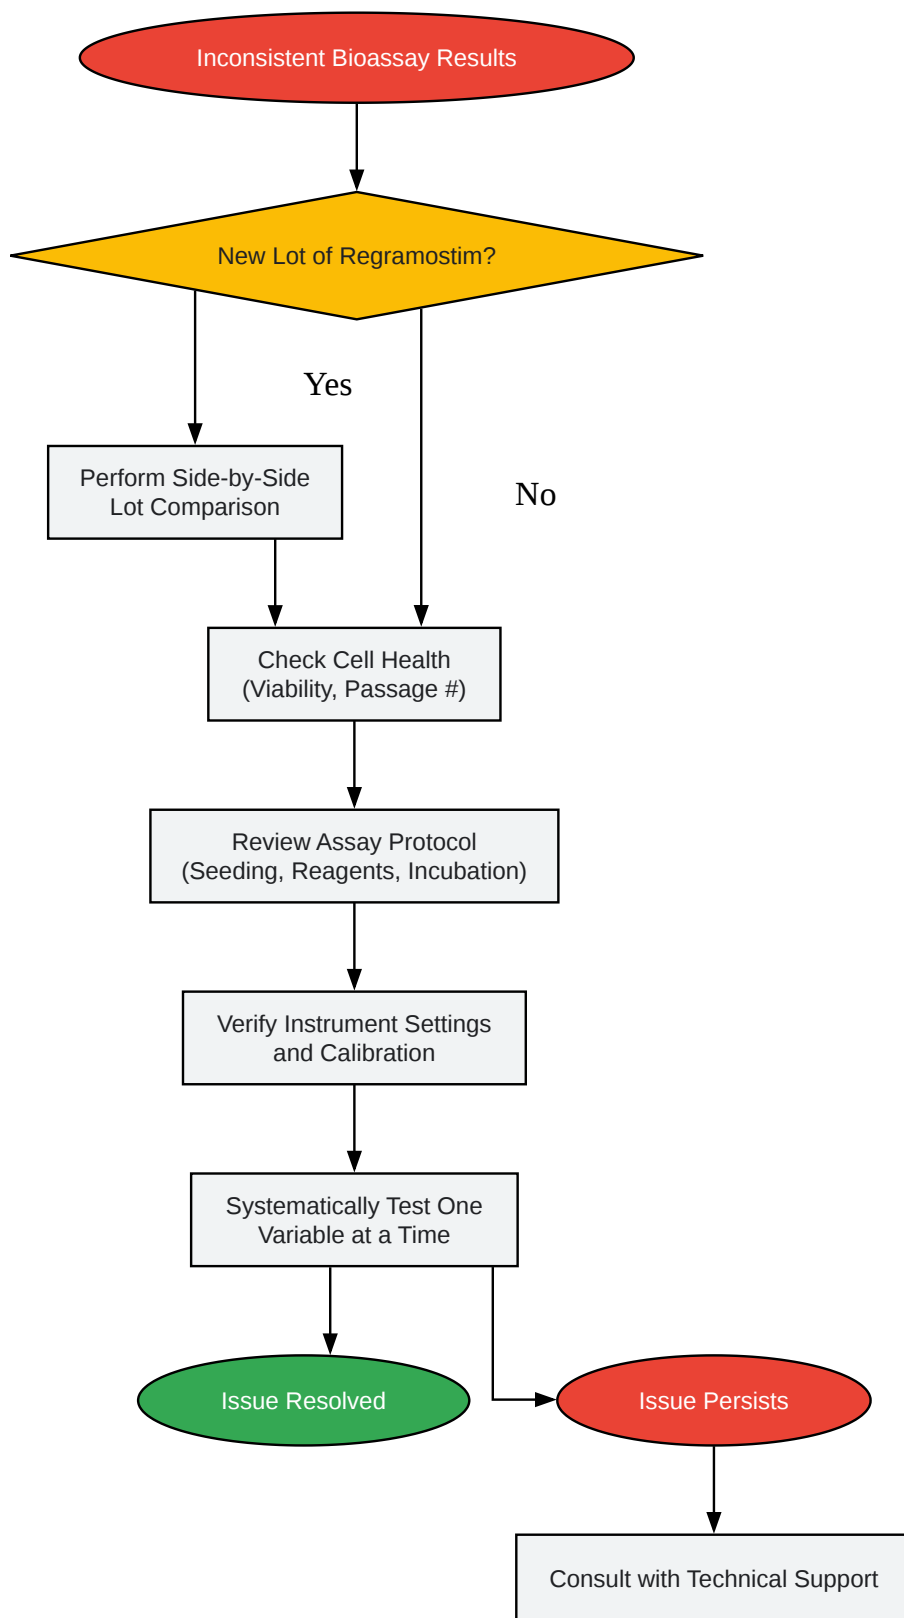 Inconsistent Bioassay Results
New Lot of Regramostim?
Yes
Perform Side-by-Side
Lot Comparison
No
Check Cell Health
(Viability, Passage #)
Review Assay Protocol
(Seeding, Reagents, Incubation)
Verify Instrument Settings
and Calibration
Systematically Test One
Variable at a Time
Issue Resolved
Issue Persists
Consult with Technical Support